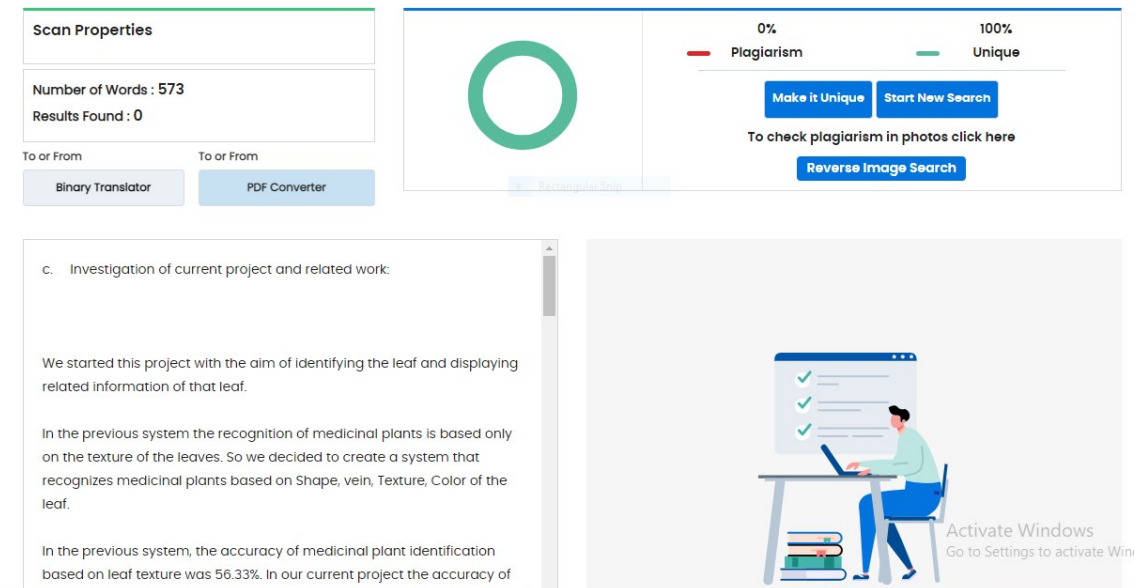 Scan Properties
Number of Words : 573
Results Found : 0
To or From
To or From
Binary Translator
PDF Converter
0%
Plagiarism
100%
Unique
Make it Unique
Start New Search
To check plagiarism in photos click here
Reverse Image Search
Rectangular Snip
c. Investigation of current project and related work:
We started this project with the aim of identifying the leaf and displaying
related information of that leaf.
In the previous system the recognition of medicinal plants is based only
on the texture of the leaves. So we decided to create a system that
recognizes medicinal plants based on Shape, vein, Texture, Color of the
leaf.
In the previous system, the accuracy of medicinal plant identification
based on leaf texture was 56.33%. In our current project the accuracy of
Activate Windows
Go to Settings to activate Win